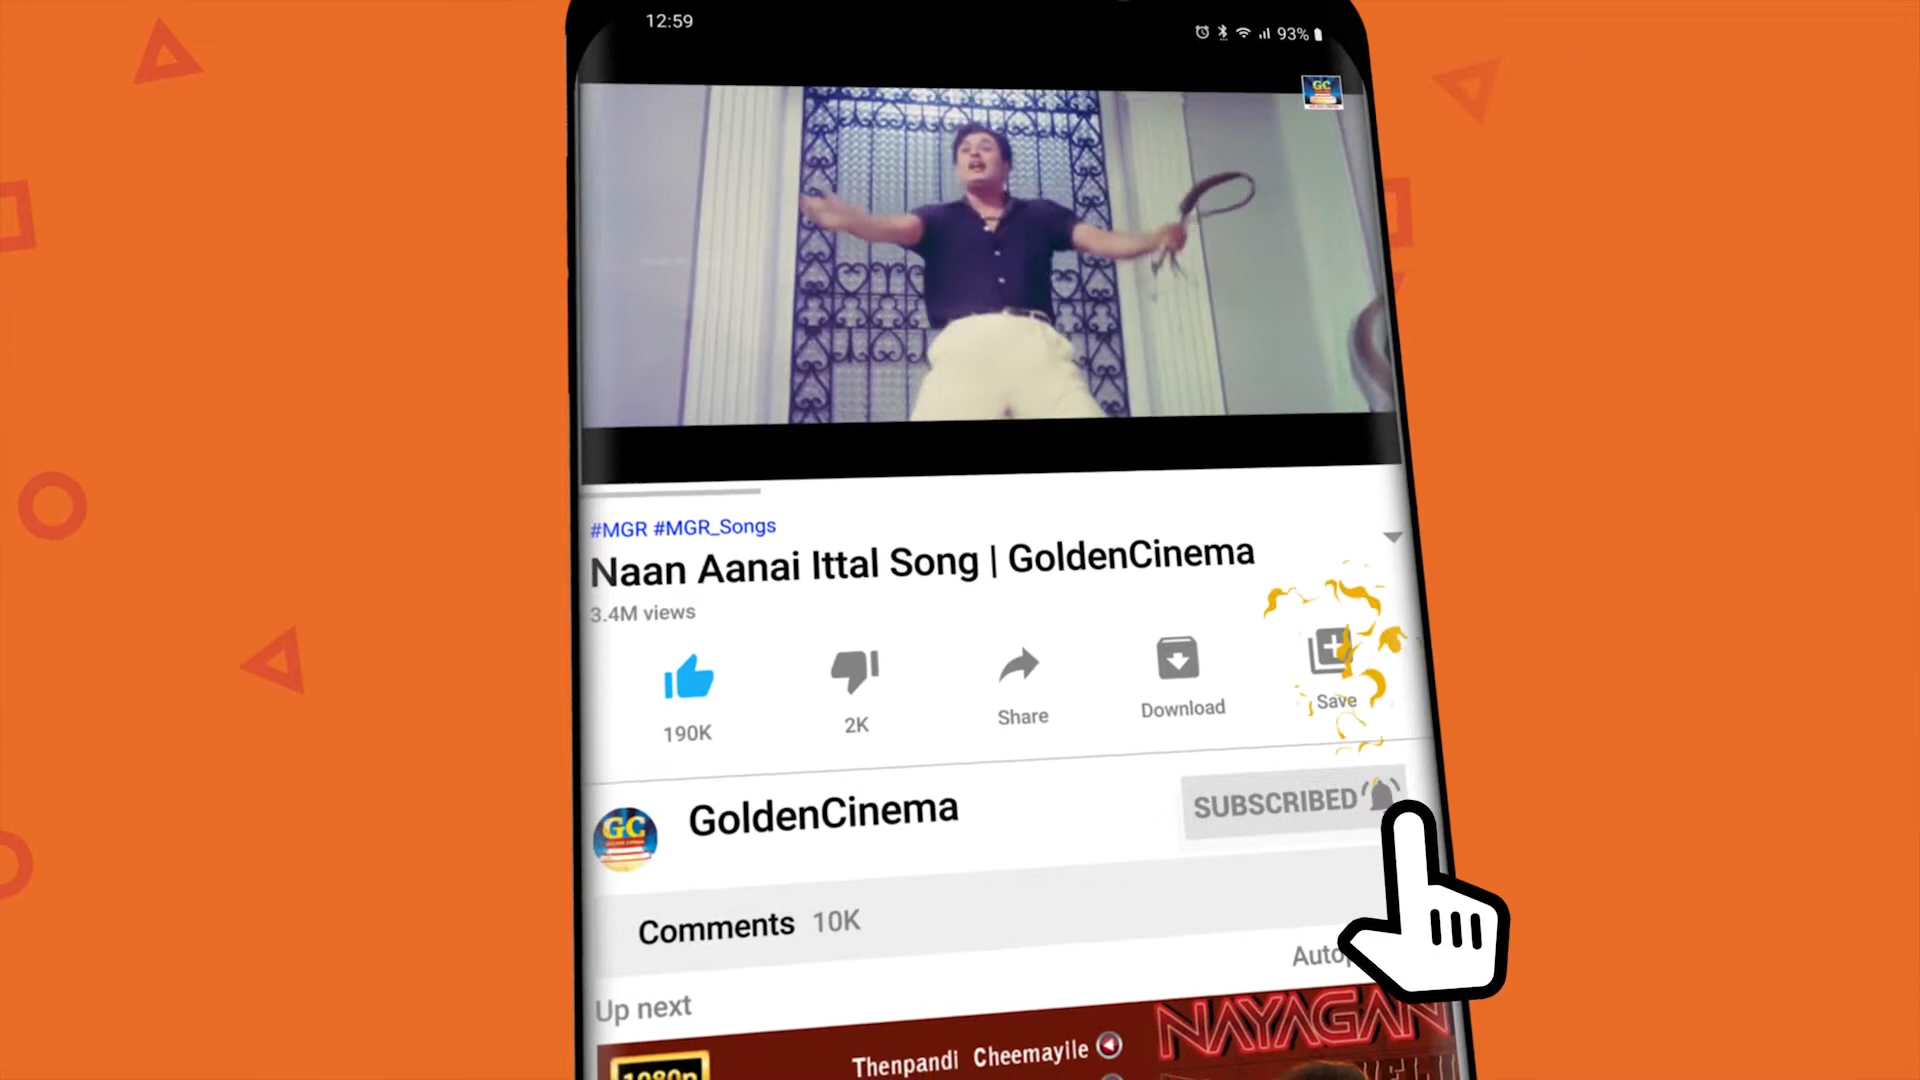 12:59
93%
GC
#MGR #MGR_Songs
Naan Aanai Ittal Song | GoldenCinema
3.4M views
190K
2K
Share
Download
Save
GC
GoldenCinema
SUBSCRIBED
Comments 10K
Up next
1080p
Thenpandi Cheemayile
NAYAGAN